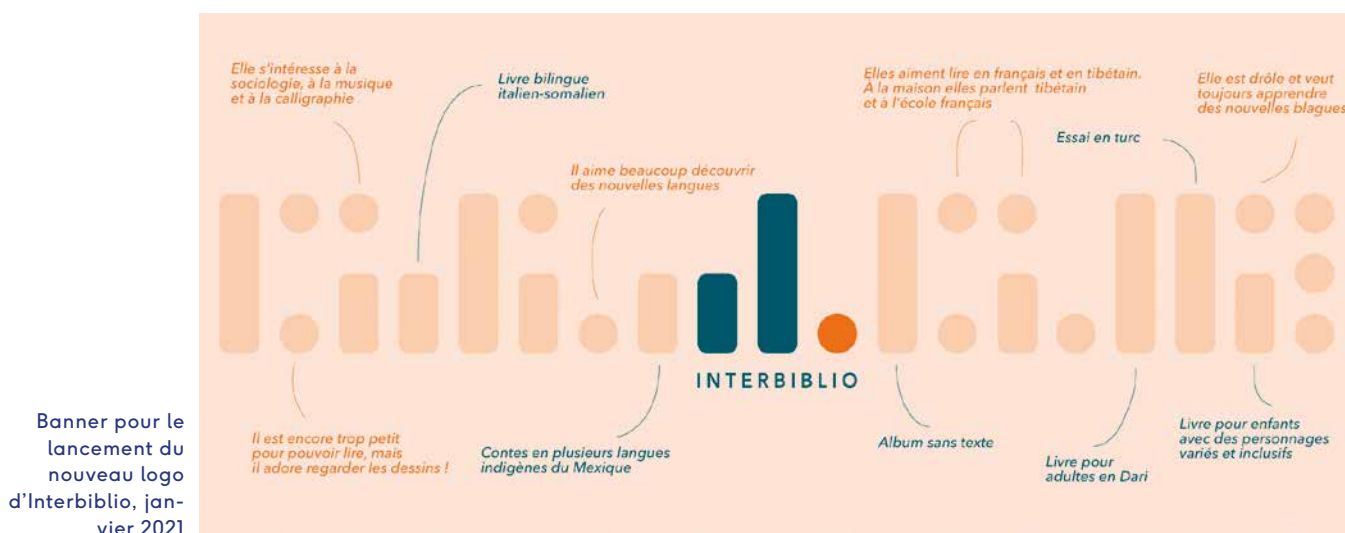 Elle s'intéresse à la
sociologie, à la musique
et à la calligraphie
Livre bilingue
italien-somalien
Il aime beaucoup découvrir
des nouvelles langues
Elles aiment lire en français et en tibétain.
À la maison elles parlent tibétain
et à l'école français
Essai en turc
Elle est drôle et veut
toujours apprendre
des nouvelles blagues
INTERBIBLIO
Il est encore trop petit
pour pouvoir lire, mais
il adore regarder les dessins !
Contes en plusieurs langues
indigènes du Mexique
Album sans texte
Livre pour
adultes en Dari
Livre pour enfants
avec des personnages
variés et inclusifs
Banner pour le
lancement du
nouveau logo
d'Interbiblio, jan-
vier 2021